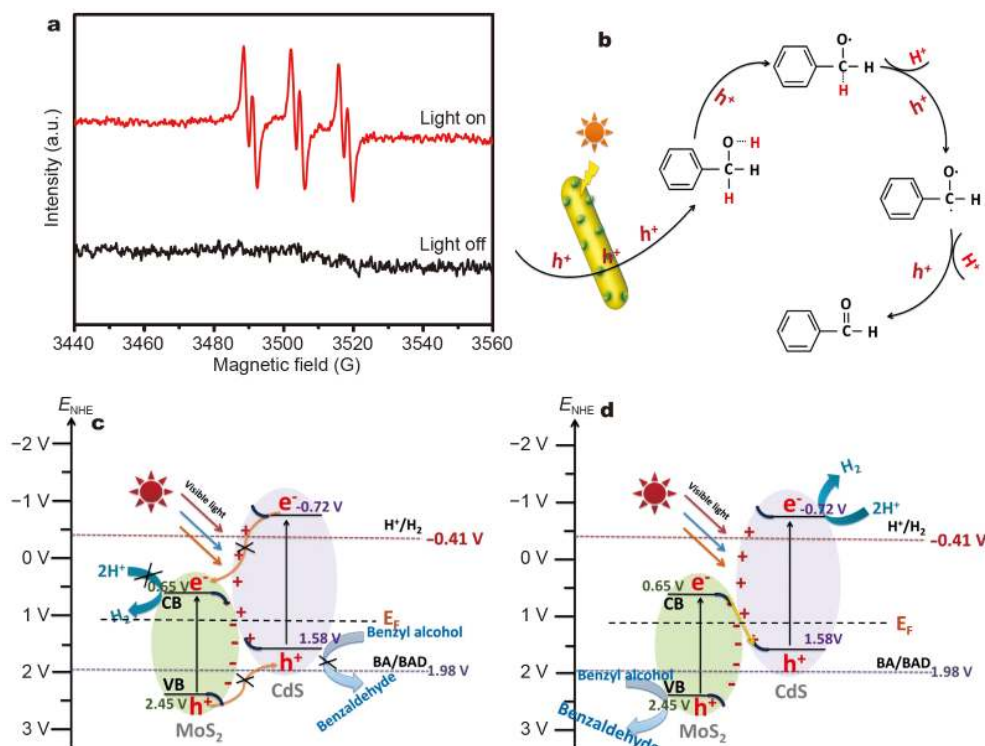 a
Intensity (a.u.)
Light on
Light off
3440 3460 3480 3500 3520 3540 3560
Magnetic field (G)
b
h⁺
h⁺
O┈H
C
H
H
h⁺
O·
C
H
H
H⁺
h⁺
O·
C
H
·
h⁺
H⁺
O
C
H
E_NHE
c
−2 V
−1 V
0 V
1 V
2 V
3 V
Visible light
e⁻
-0.72 V
H⁺/H₂
−0.41 V
2H⁺
H₂
e⁻
0.65 V
CB
E_F
1.58 V
Benzyl alcohol
h⁺
BA/BAD
1.98 V
Benzaldehyde
CdS
VB
2.45 V
h⁺
MoS₂
+ + + + +
- - - -
E_NHE
d
−2 V
−1 V
0 V
1 V
2 V
3 V
Visible light
e⁻
-0.72 V
H₂
2H⁺
H⁺/H₂
−0.41 V
0.65 V
e⁻
CB
E_F
1.58V
h⁺
BA/BAD
1.98 V
Benzyl alcohol
CdS
VB
2.45 V
h⁺
Benzaldehyde
MoS₂
+ + + + +
- - - -